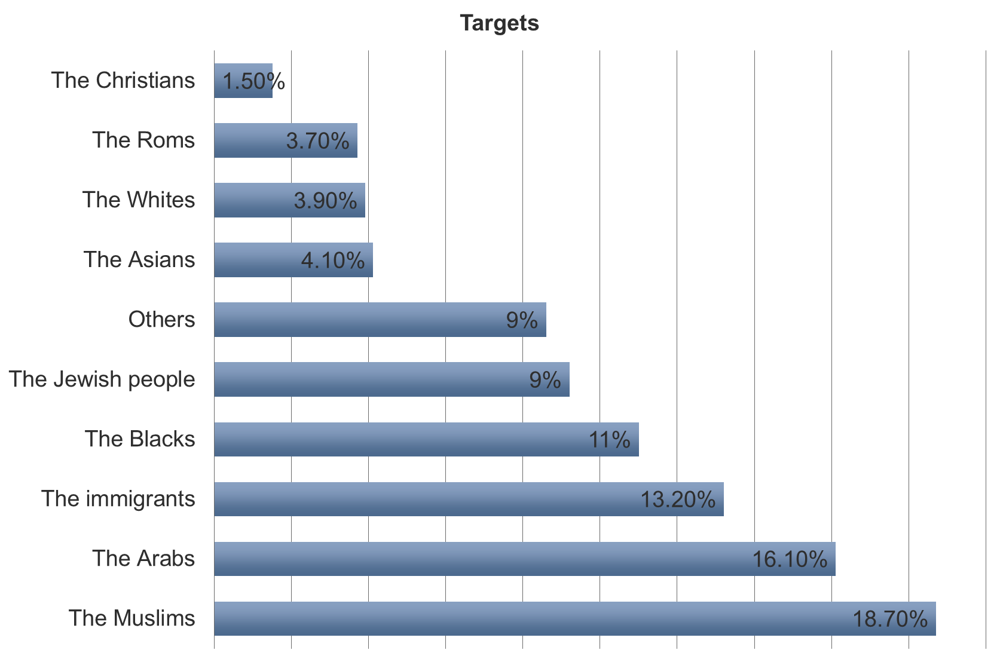 Targets
The Christians 1.50%
The Roms 3.70%
The Whites 3.90%
The Asians 4.10%
Others 9%
The Jewish people 9%
The Blacks 11%
The immigrants 13.20%
The Arabs 16.10%
The Muslims 18.70%